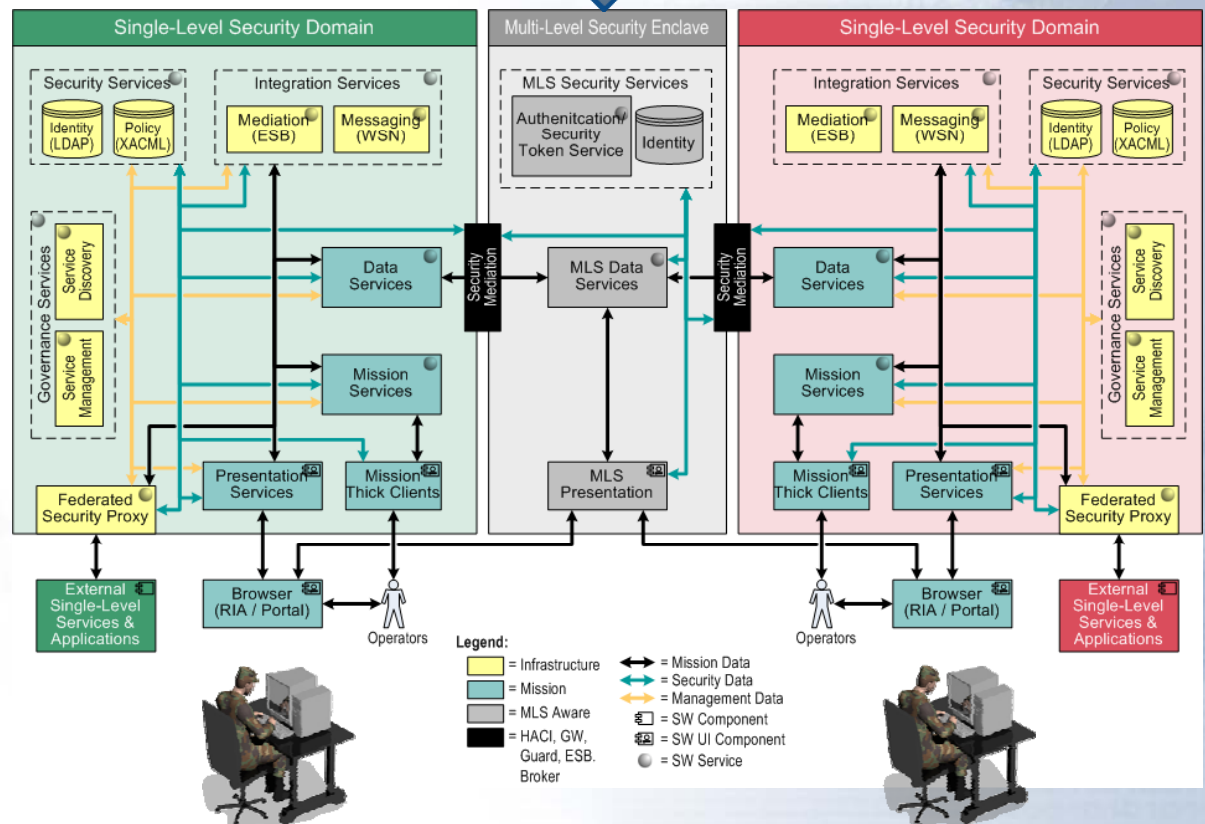 Single-Level Security Domain
Security Services
Identity
(LDAP)
Policy
(XACML)
Integration Services
Mediation
(ESB)
Messaging
(WSN)
Governance Services
Service
Discovery
Service
Management
Data
Services
Mission
Services
Presentation
Services
Mission
Thick Clients
Federated
Security Proxy
Security
Mediation
Multi-Level Security Enclave
MLS Security Services
Authenitcation/
Security
Token Service
Identity
MLS Data
Services
MLS
Presentation
Security
Mediation
Single-Level Security Domain
Integration Services
Mediation
(ESB)
Messaging
(WSN)
Security Services
Identity
(LDAP)
Policy
(XACML)
Governance Services
Service
Discovery
Service
Management
Data
Services
Mission
Services
Mission
Thick Clients
Presentation
Services
Federated
Security Proxy
External
Single-Level
Services &
Applications
Browser
(RIA / Portal)
Operators
Operators
Browser
(RIA / Portal)
External
Single-Level
Services &
Applications
Legend:
= Infrastructure
= Mission
= MLS Aware
= HACI, GW,
Guard, ESB.
Broker
= Mission Data
= Security Data
= Management Data
= SW Component
= SW UI Component
= SW Service